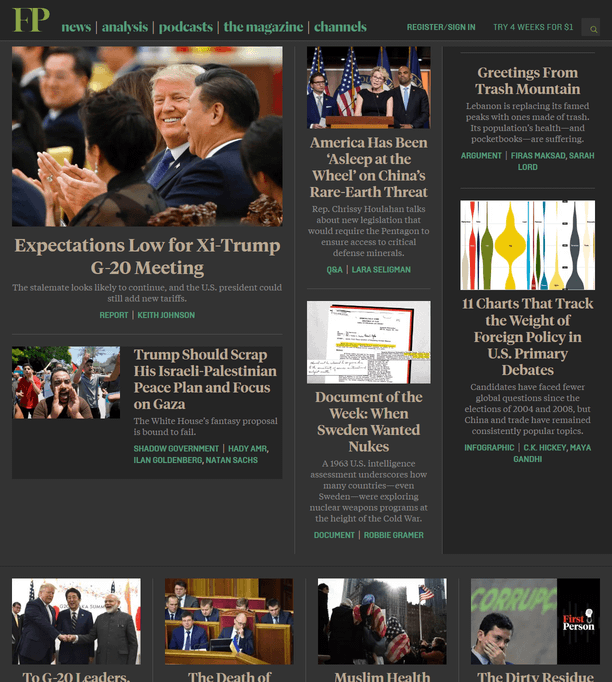 FP
news | analysis | podcasts | the magazine | channels
REGISTER/SIGN IN
TRY 4 WEEKS FOR $1
Expectations Low for Xi-Trump
G-20 Meeting
The stalemate looks likely to continue, and the U.S. president could
still add new tariffs.
REPORT | KEITH JOHNSON
Trump Should Scrap
His Israeli-Palestinian
Peace Plan and Focus
on Gaza
The White House's fantasy proposal
is bound to fail.
SHADOW GOVERNMENT | HADY AMR,
ILAN GOLDENBERG, NATAN SACHS
America Has Been
‘Asleep at the
Wheel’ on China’s
Rare-Earth Threat
Rep. Chrissy Houlahan talks
about new legislation that
would require the Pentagon to
ensure access to critical
defense minerals.
Q&A | LARA SELIGMAN
Document of the
Week: When
Sweden Wanted
Nukes
A 1963 U.S. intelligence
assessment underscores how
many countries—even
Sweden—were exploring
nuclear weapons programs at
the height of the Cold War.
DOCUMENT | ROBBIE GRAMER
Greetings From
Trash Mountain
Lebanon is replacing its famed
peaks with ones made of trash.
Its population’s health—and
pocketbooks—are suffering.
ARGUMENT | FIRAS MAKSAD, SARAH
LORD
11 Charts That Track
the Weight of
Foreign Policy in
U.S. Primary
Debates
Candidates have faced fewer
global questions since the
elections of 2004 and 2008, but
China and trade have remained
consistently popular topics.
INFOGRAPHIC | C.K. HICKEY, MAYA
GANDHI
First
Person
To G-20 Leaders,
The Death of
Muslim Health
The Dirty Residue